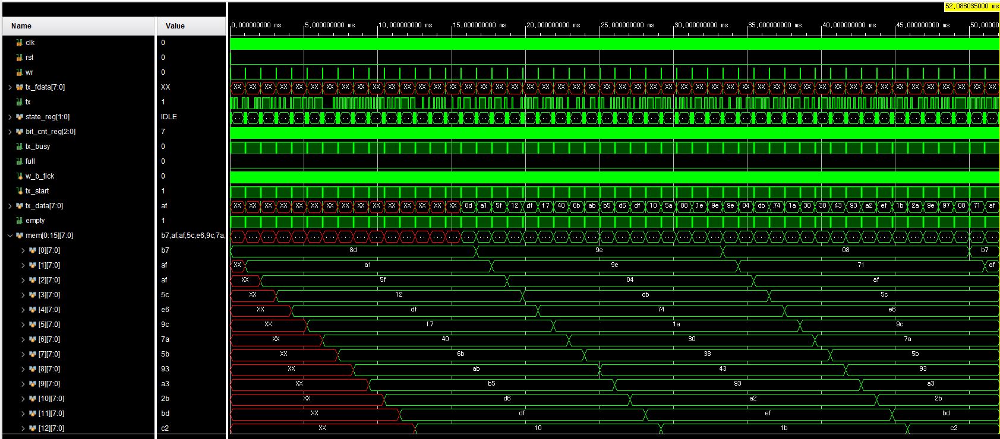 52,086035000 ms
Name Value
0,000000000 ms 5,000000000 ms 10,000000000 ms 15,000000000 ms 20,000000000 ms 25,000000000 ms 30,000000000 ms 35,000000000 ms 40,000000000 ms 45,000000000 ms 50,00000
clk 0
rst 0
wr 0
tx_fdata[7:0] XX XX XX XX XX XX XX XX XX XX XX XX XX XX XX XX XX XX XX XX XX XX XX XX XX XX XX XX XX XX XX XX XX XX XX XX XX XX XX XX XX XX XX XX XX XX XX XX XX XX XX
tx 1
state_reg[1:0] IDLE
bit_cnt_reg[2:0] 7
tx_busy 0
full 0
w_b_tick 0
tx_start 1
tx_data[7:0] af XX XX XX XX XX XX XX XX XX XX XX XX XX XX XX 8d a1 5f 12 df f7 40 6b ab b5 d6 df 10 5a 88 1e 9e 9e 04 db 74 1a 30 38 43 93 a2 ef 1b 2a 9e 97 08 71 af
empty 1
mem[0:15][7:0] b7,af,af,5c,e6,9c,7a,
[0][7:0] b7 8d 9e 08 b7
[1][7:0] af XX a1 9e 71 af
[2][7:0] af XX 5f 04 af
[3][7:0] 5c XX 12 db 5c
[4][7:0] e6 XX df 74 e6
[5][7:0] 9c XX f7 1a 9c
[6][7:0] 7a XX 40 30 7a
[7][7:0] 5b XX 6b 38 5b
[8][7:0] 93 XX ab 43 93
[9][7:0] a3 XX b5 93 a3
[10][7:0] 2b XX d6 a2 2b
[11][7:0] bd XX df ef bd
[12][7:0] c2 XX 10 1b c2